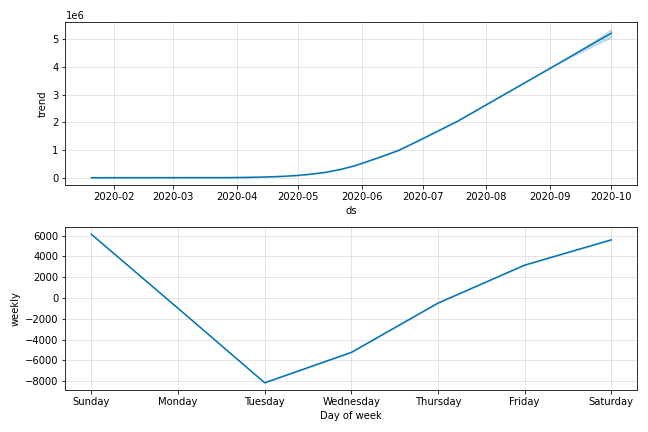 1e6
5
4
3
2
1
0
trend
2020-02 2020-03 2020-04 2020-05 2020-06 2020-07 2020-08 2020-09 2020-10
ds
6000
4000
2000
0
−2000
−4000
−6000
−8000
weekly
Sunday Monday Tuesday Wednesday Thursday Friday Saturday
Day of week